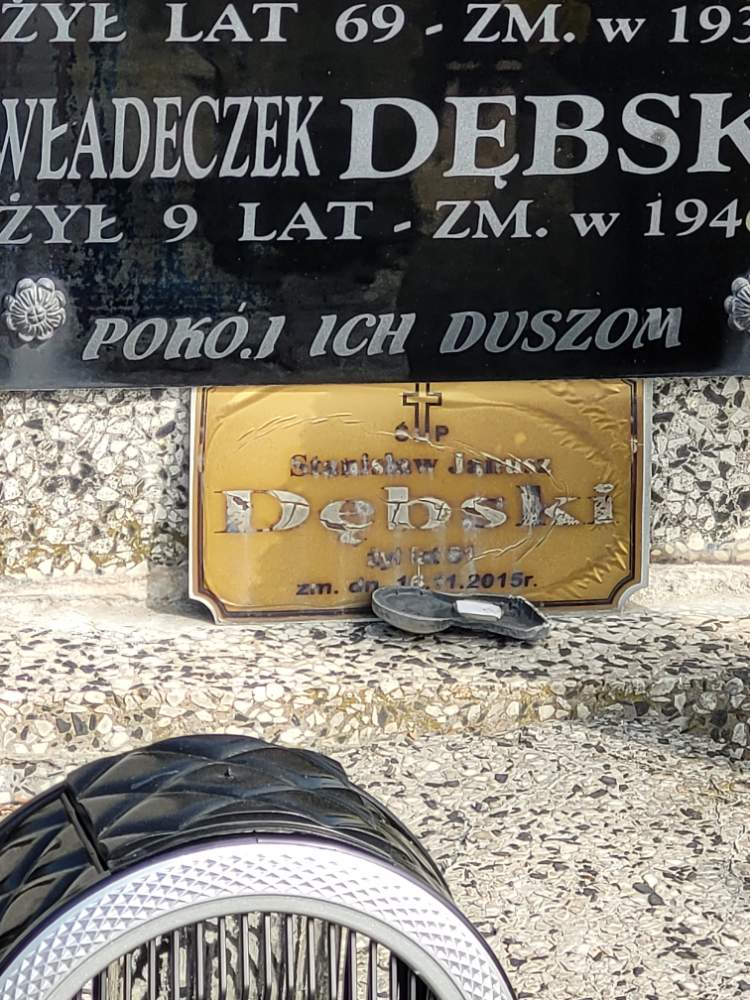 ŻYŁ LAT 69 - ZM. w 193
WŁADECZEK DĘBSK
ŻYŁ 9 LAT - ZM. w 194
POKÓJ ICH DUSZOM
Ś P
Stanisław Janusz
Dębski
żył lat 51
zm. dn. 11.2015r.